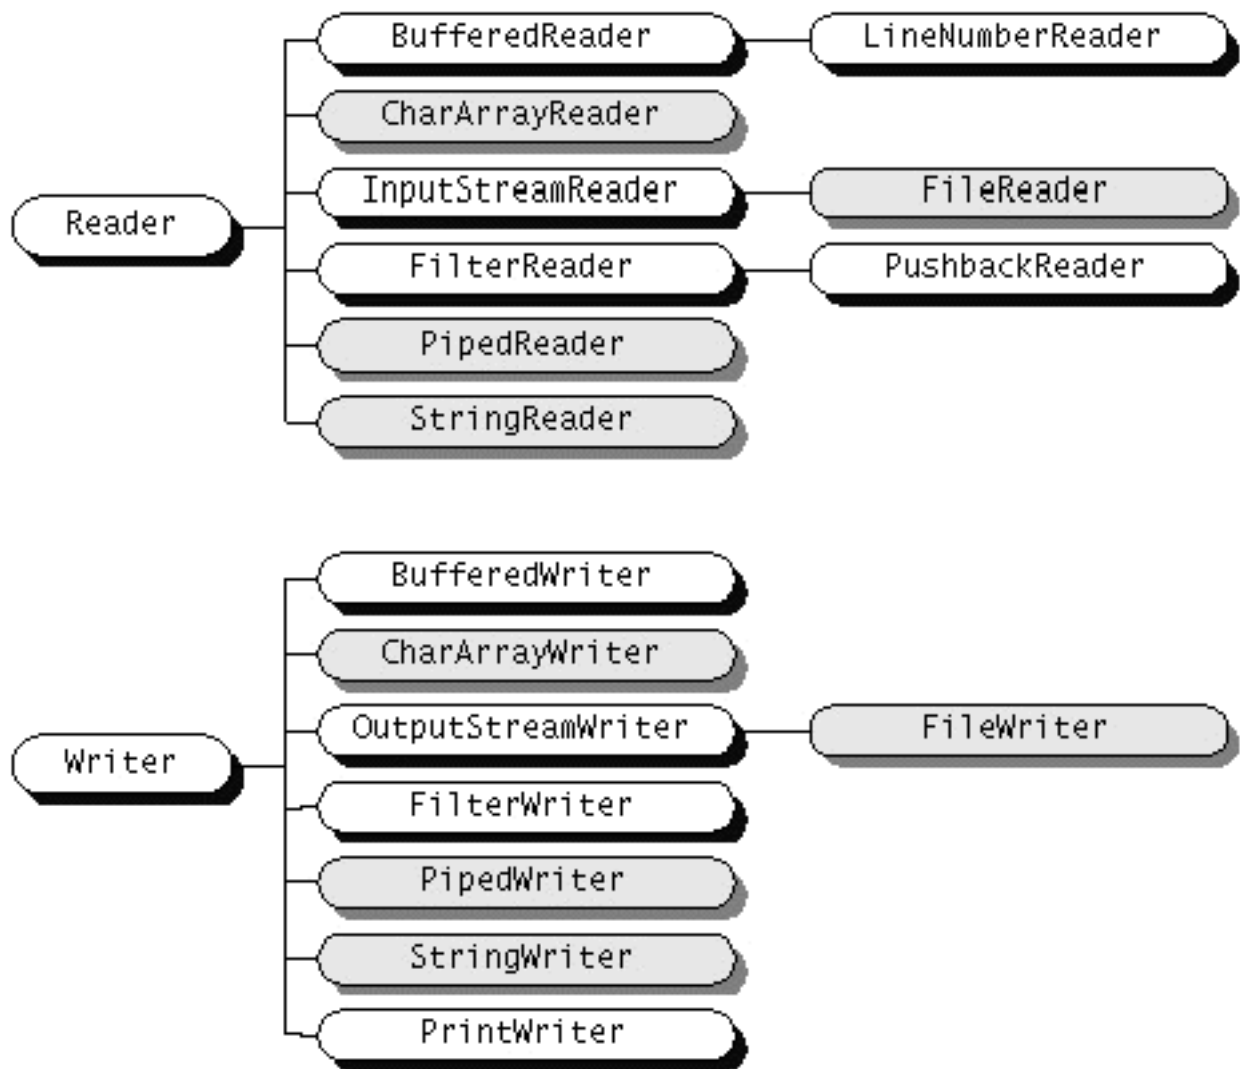 BufferedReader
LineNumberReader
CharArrayReader
InputStreamReader
FileReader
Reader
FilterReader
PushbackReader
PipedReader
StringReader
BufferedWriter
CharArrayWriter
OutputStreamWriter
FileWriter
Writer
FilterWriter
PipedWriter
StringWriter
PrintWriter